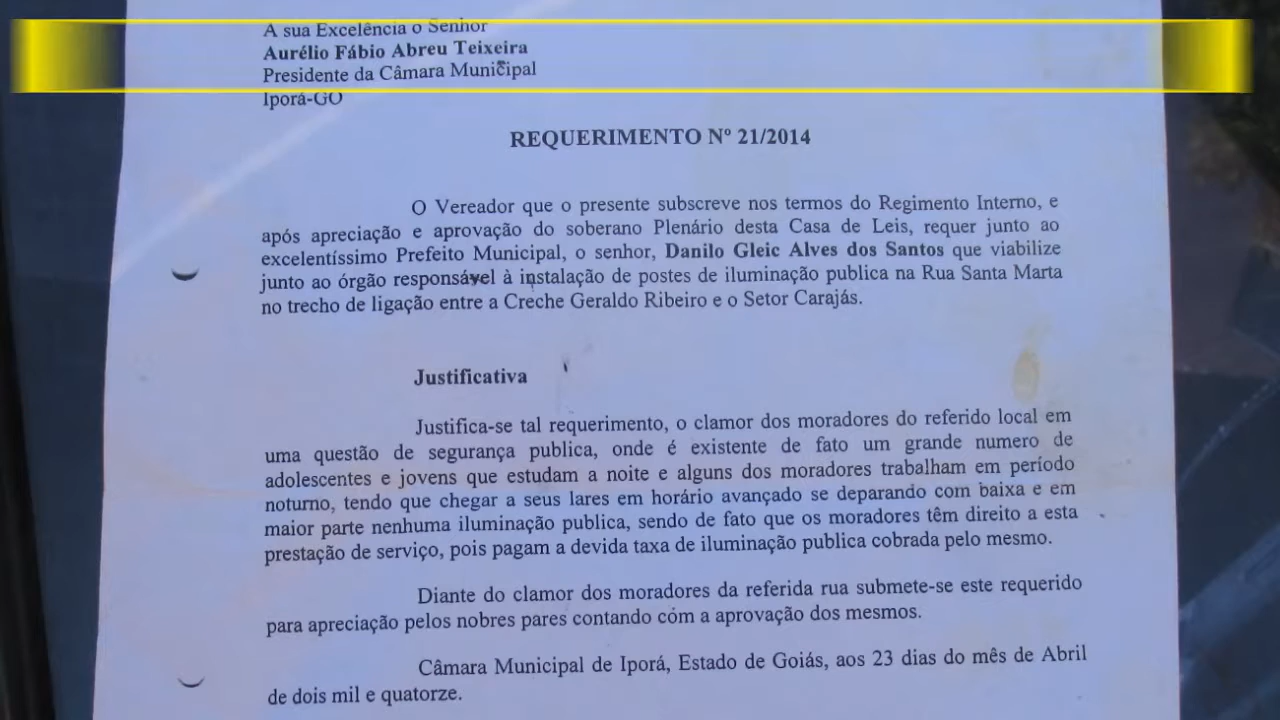 A sua Excelência o Senhor
Aurélio Fábio Abreu Teixeira
Presidente da Câmara Municipal
Iporá-GO
REQUERIMENTO Nº 21/2014
O Vereador que o presente subscreve nos termos do Regimento Interno, e
após apreciação e aprovação do soberano Plenário desta Casa de Leis, requer junto ao
excelentíssimo Prefeito Municipal, o senhor, Danilo Gleic Alves dos Santos que viabilize
junto ao órgão responsável à instalação de postes de iluminação publica na Rua Santa Marta
no trecho de ligação entre a Creche Geraldo Ribeiro e o Setor Carajás.
Justificativa
Justifica-se tal requerimento, o clamor dos moradores do referido local em
uma questão de segurança publica, onde é existente de fato um grande numero de
adolescentes e jovens que estudam a noite e alguns dos moradores trabalham em período
noturno, tendo que chegar a seus lares em horário avançado se deparando com baixa e em
maior parte nenhuma iluminação publica, sendo de fato que os moradores têm direito a esta
prestação de serviço, pois pagam a devida taxa de iluminação publica cobrada pelo mesmo.
Diante do clamor dos moradores da referida rua submete-se este requerido
para apreciação pelos nobres pares contando com a aprovação dos mesmos.
Câmara Municipal de Iporá, Estado de Goiás, aos 23 dias do mês de Abril
de dois mil e quatorze.